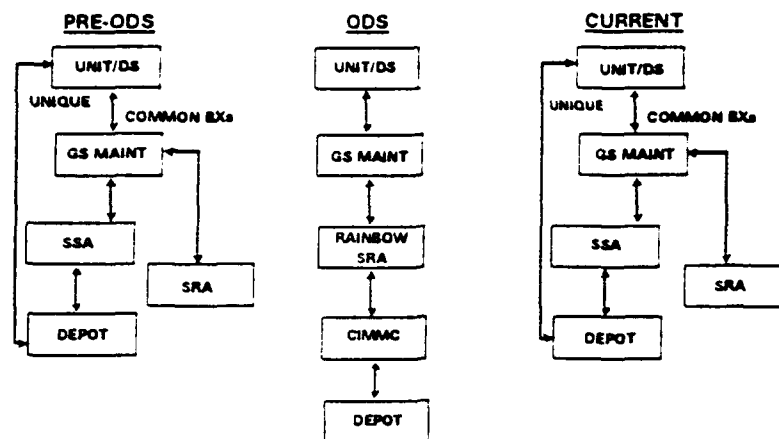 PRE-ODS
UNIT/DS
UNIQUE
COMMON BXs
GS MAINT
SSA
SRA
DEPOT
ODS
UNIT/DS
GS MAINT
RAINBOW
SRA
CIMMC
DEPOT
CURRENT
UNIT/DS
UNIQUE
COMMON BXs
GS MAINT
SSA
SRA
DEPOT